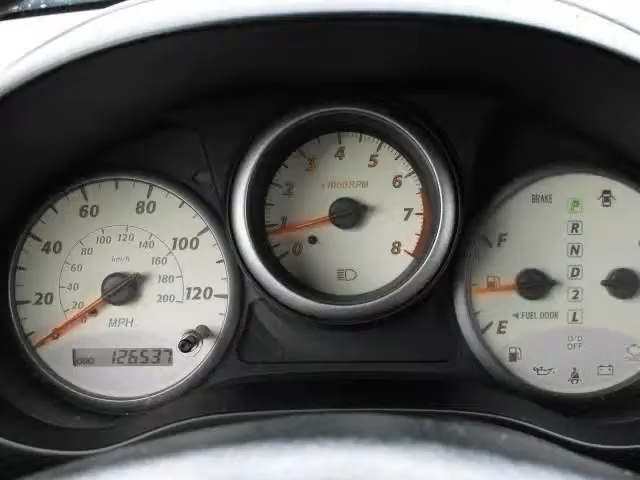 20
40
60
80
100
120
20
40
60
80
100
120
140
160
180
200
km/h
MPH
ODO 126537
0
1
2
3
4
5
6
7
8
x1000RPM
BRAKE
P
R
N
D
2
L
F
E
◄FUEL DOOR
O/D
OFF